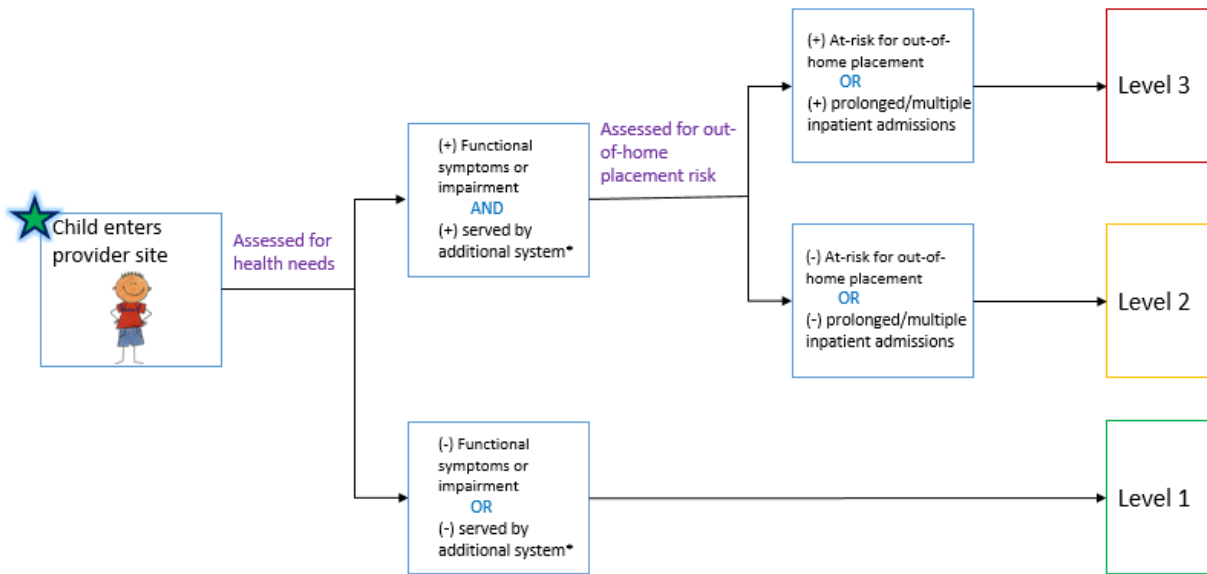 Child enters
provider site
Assessed for
health needs
(+) Functional
symptoms or
impairment
AND
(+) served by
additional system*
Assessed for out-
of-home
placement risk
(+) At-risk for out-of-
home placement
OR
(+) prolonged/multiple
inpatient admissions
Level 3
(-) At-risk for out-of-
home placement
OR
(-) prolonged/multiple
inpatient admissions
Level 2
(-) Functional
symptoms or
impairment
OR
(-) served by
additional system*
Level 1